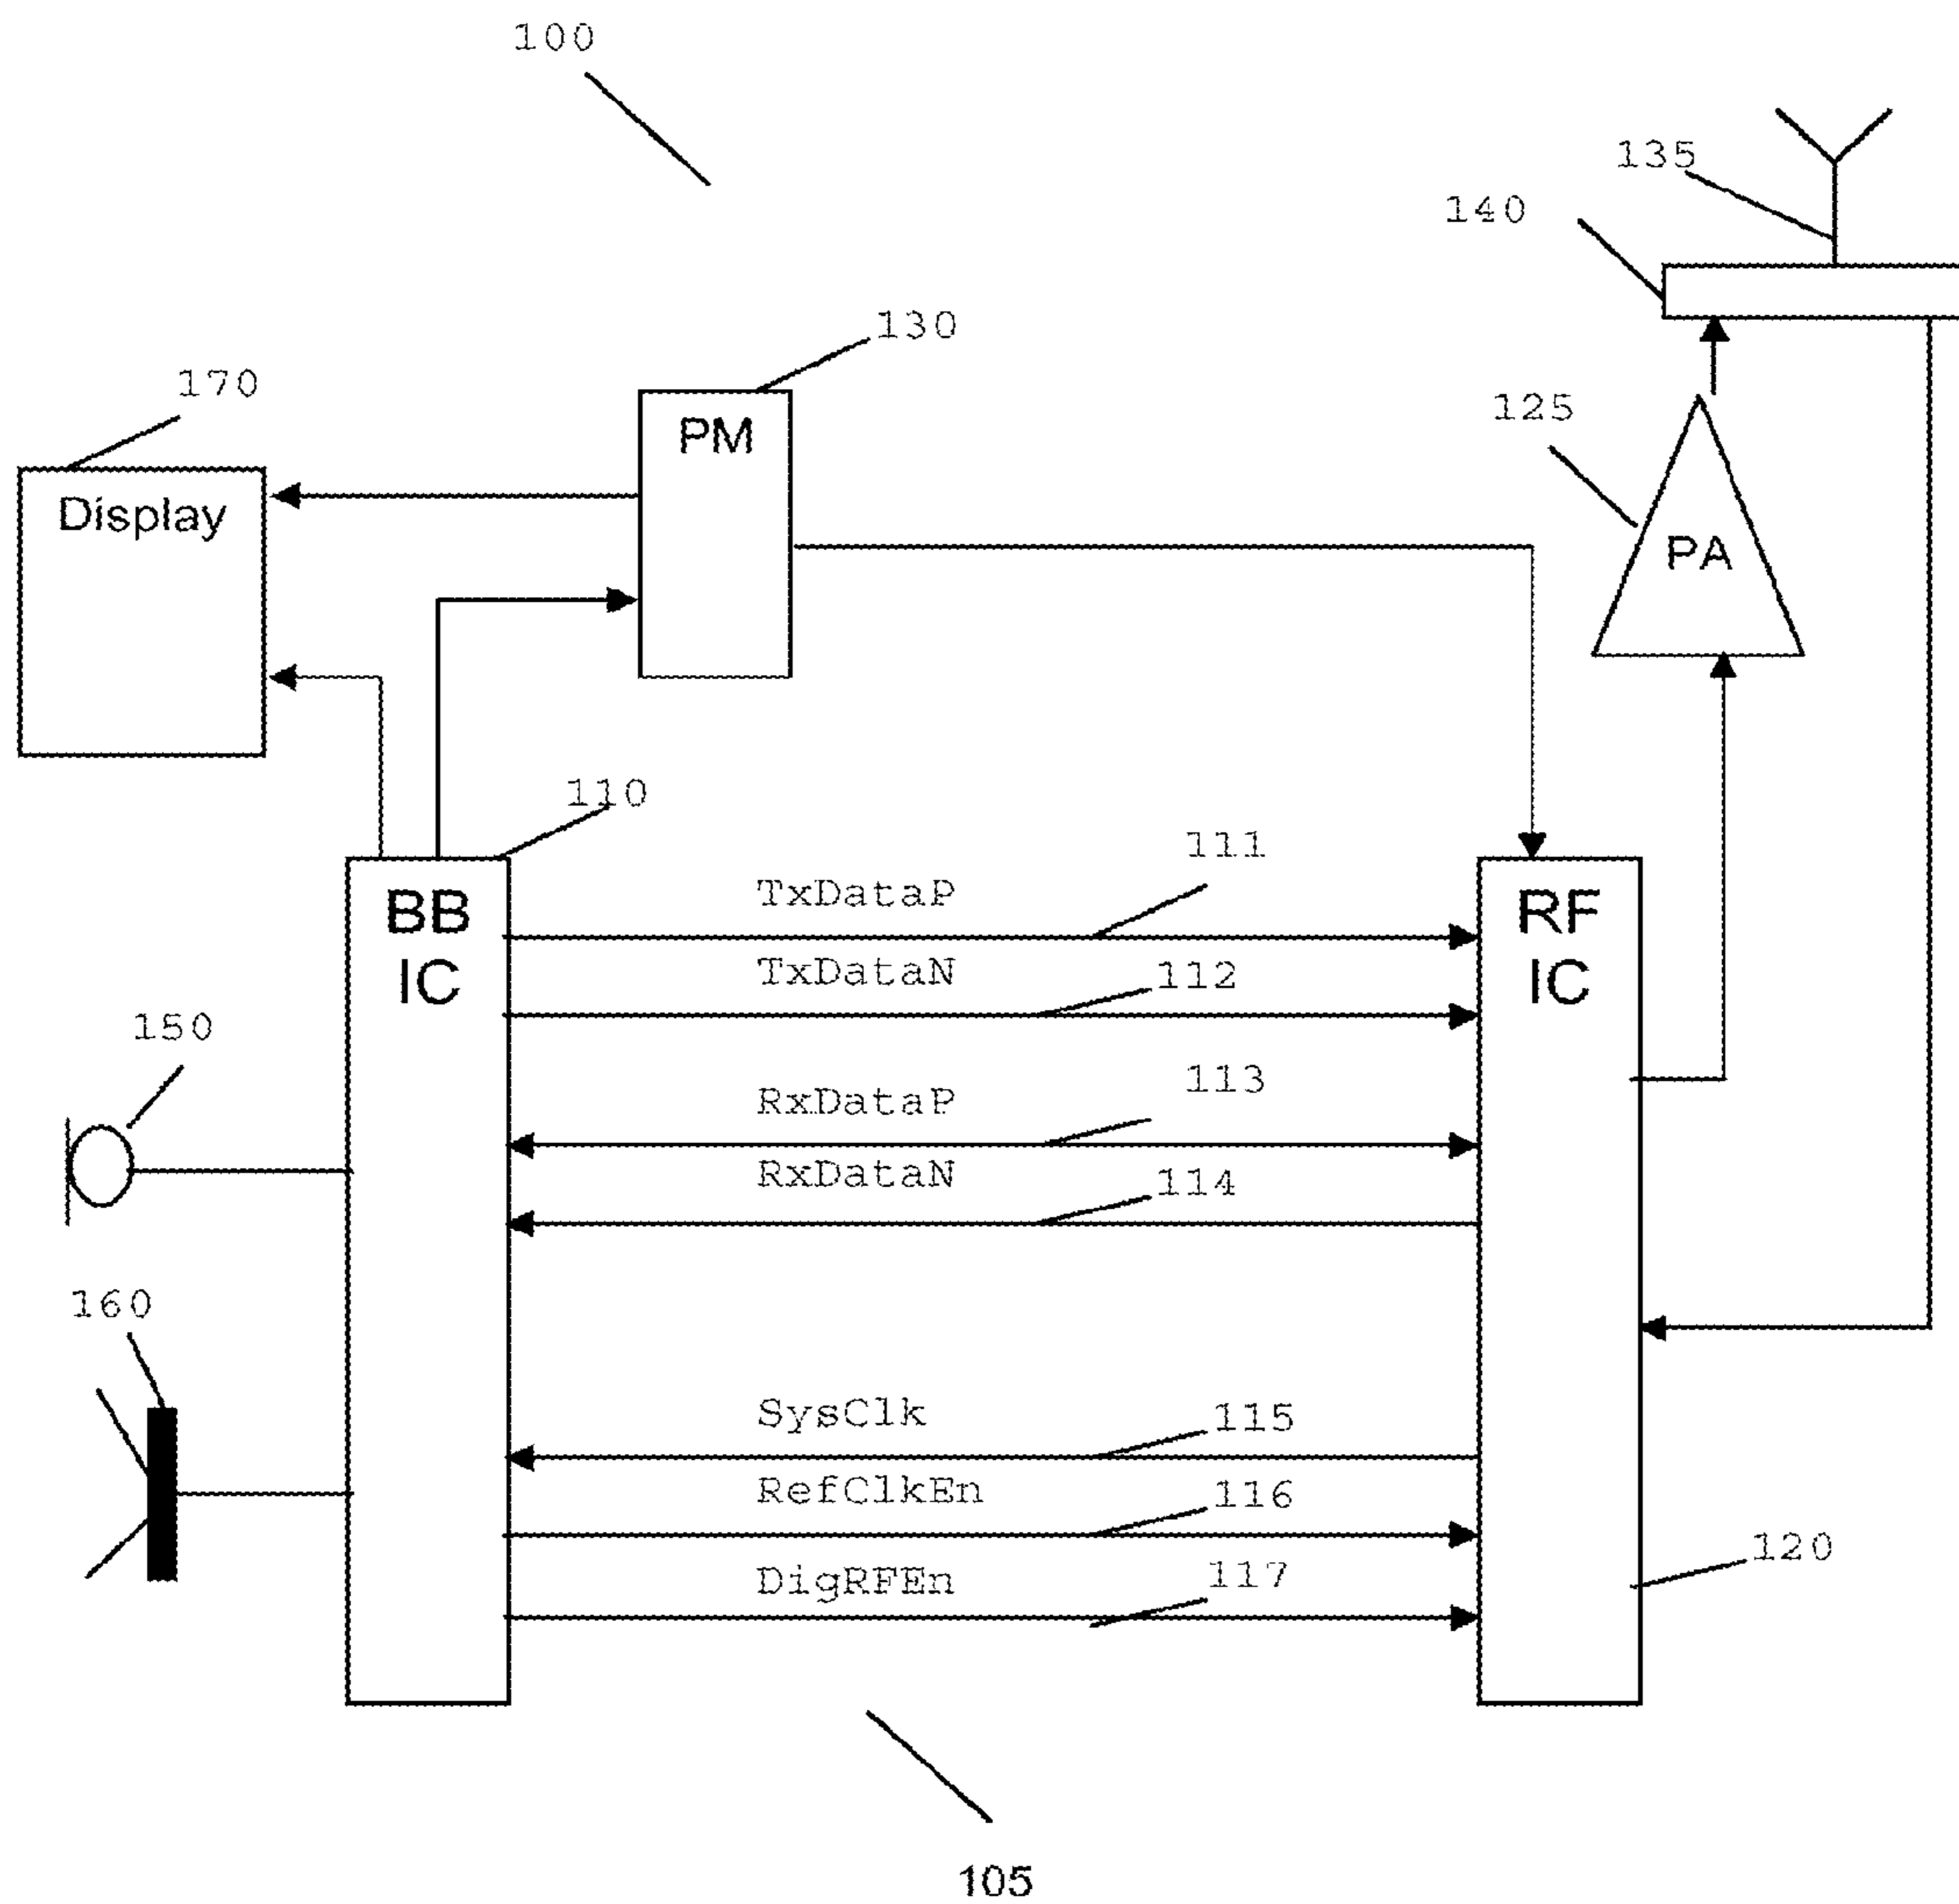 100
135
140
130
170
PM
125
Display
PA
110
111
BB
IC
TxDataP
RF
IC
TxDataN
112
150
RxDataP
113
RxDataN
114
160
SysClk
115
RefClkEn
116
DigRFEn
117
120
105